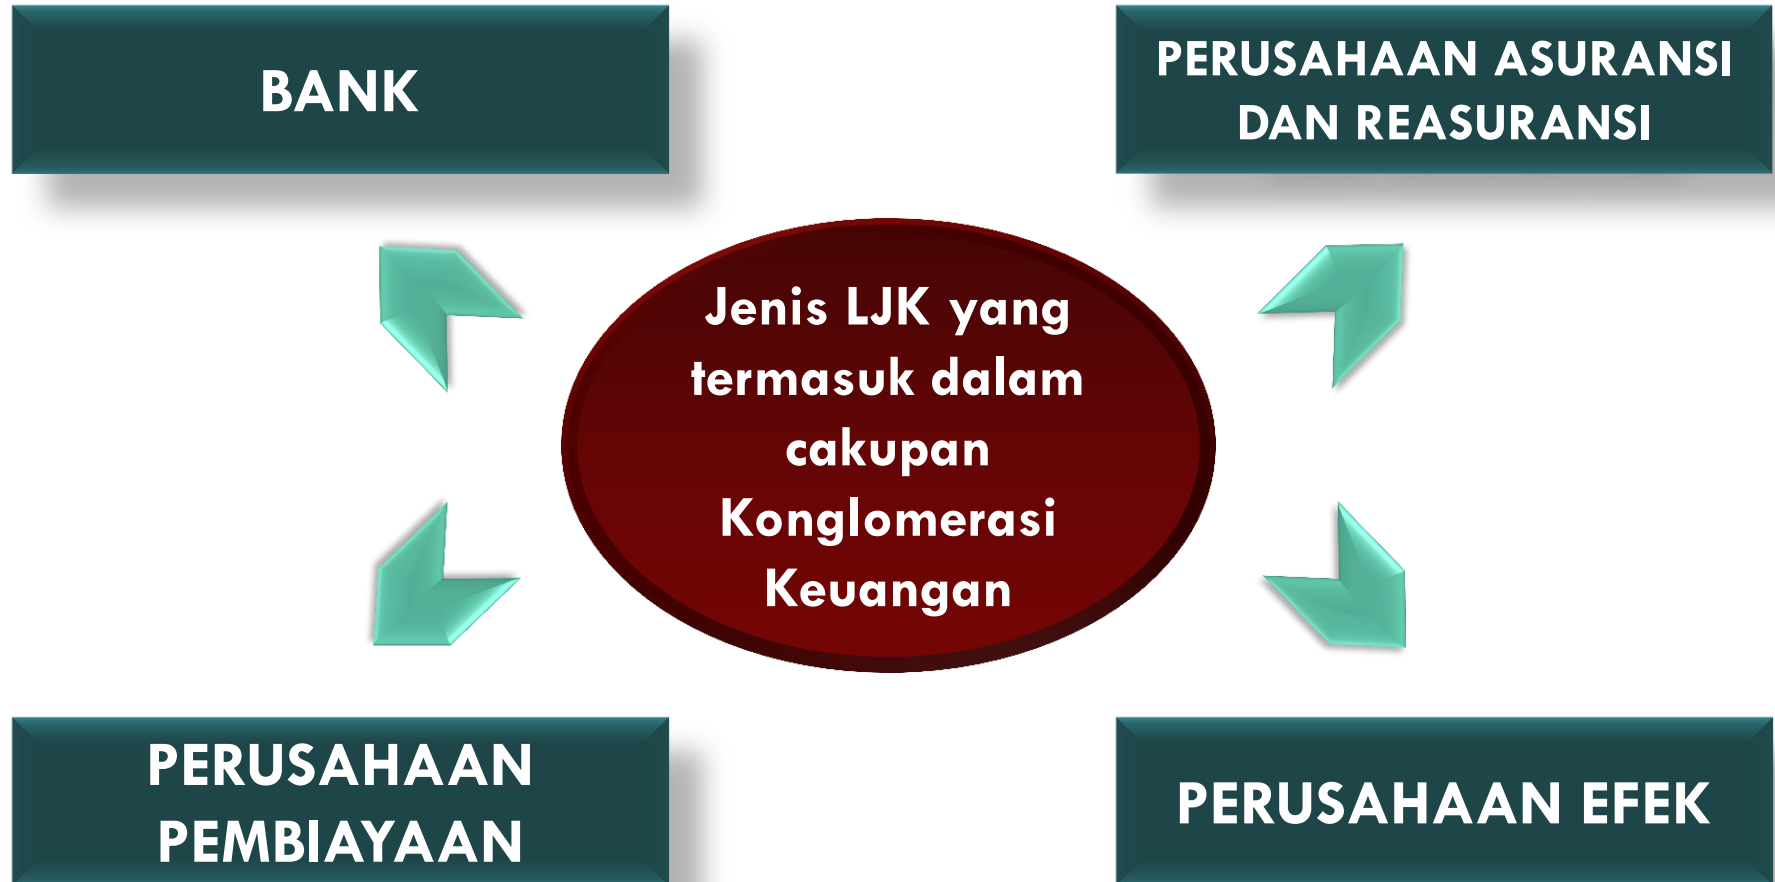 BANK
PERUSAHAAN ASURANSI
DAN REASURANSI
Jenis LJK yang
termasuk dalam
cakupan
Konglomerasi
Keuangan
PERUSAHAAN
PEMBIAYAAN
PERUSAHAAN EFEK